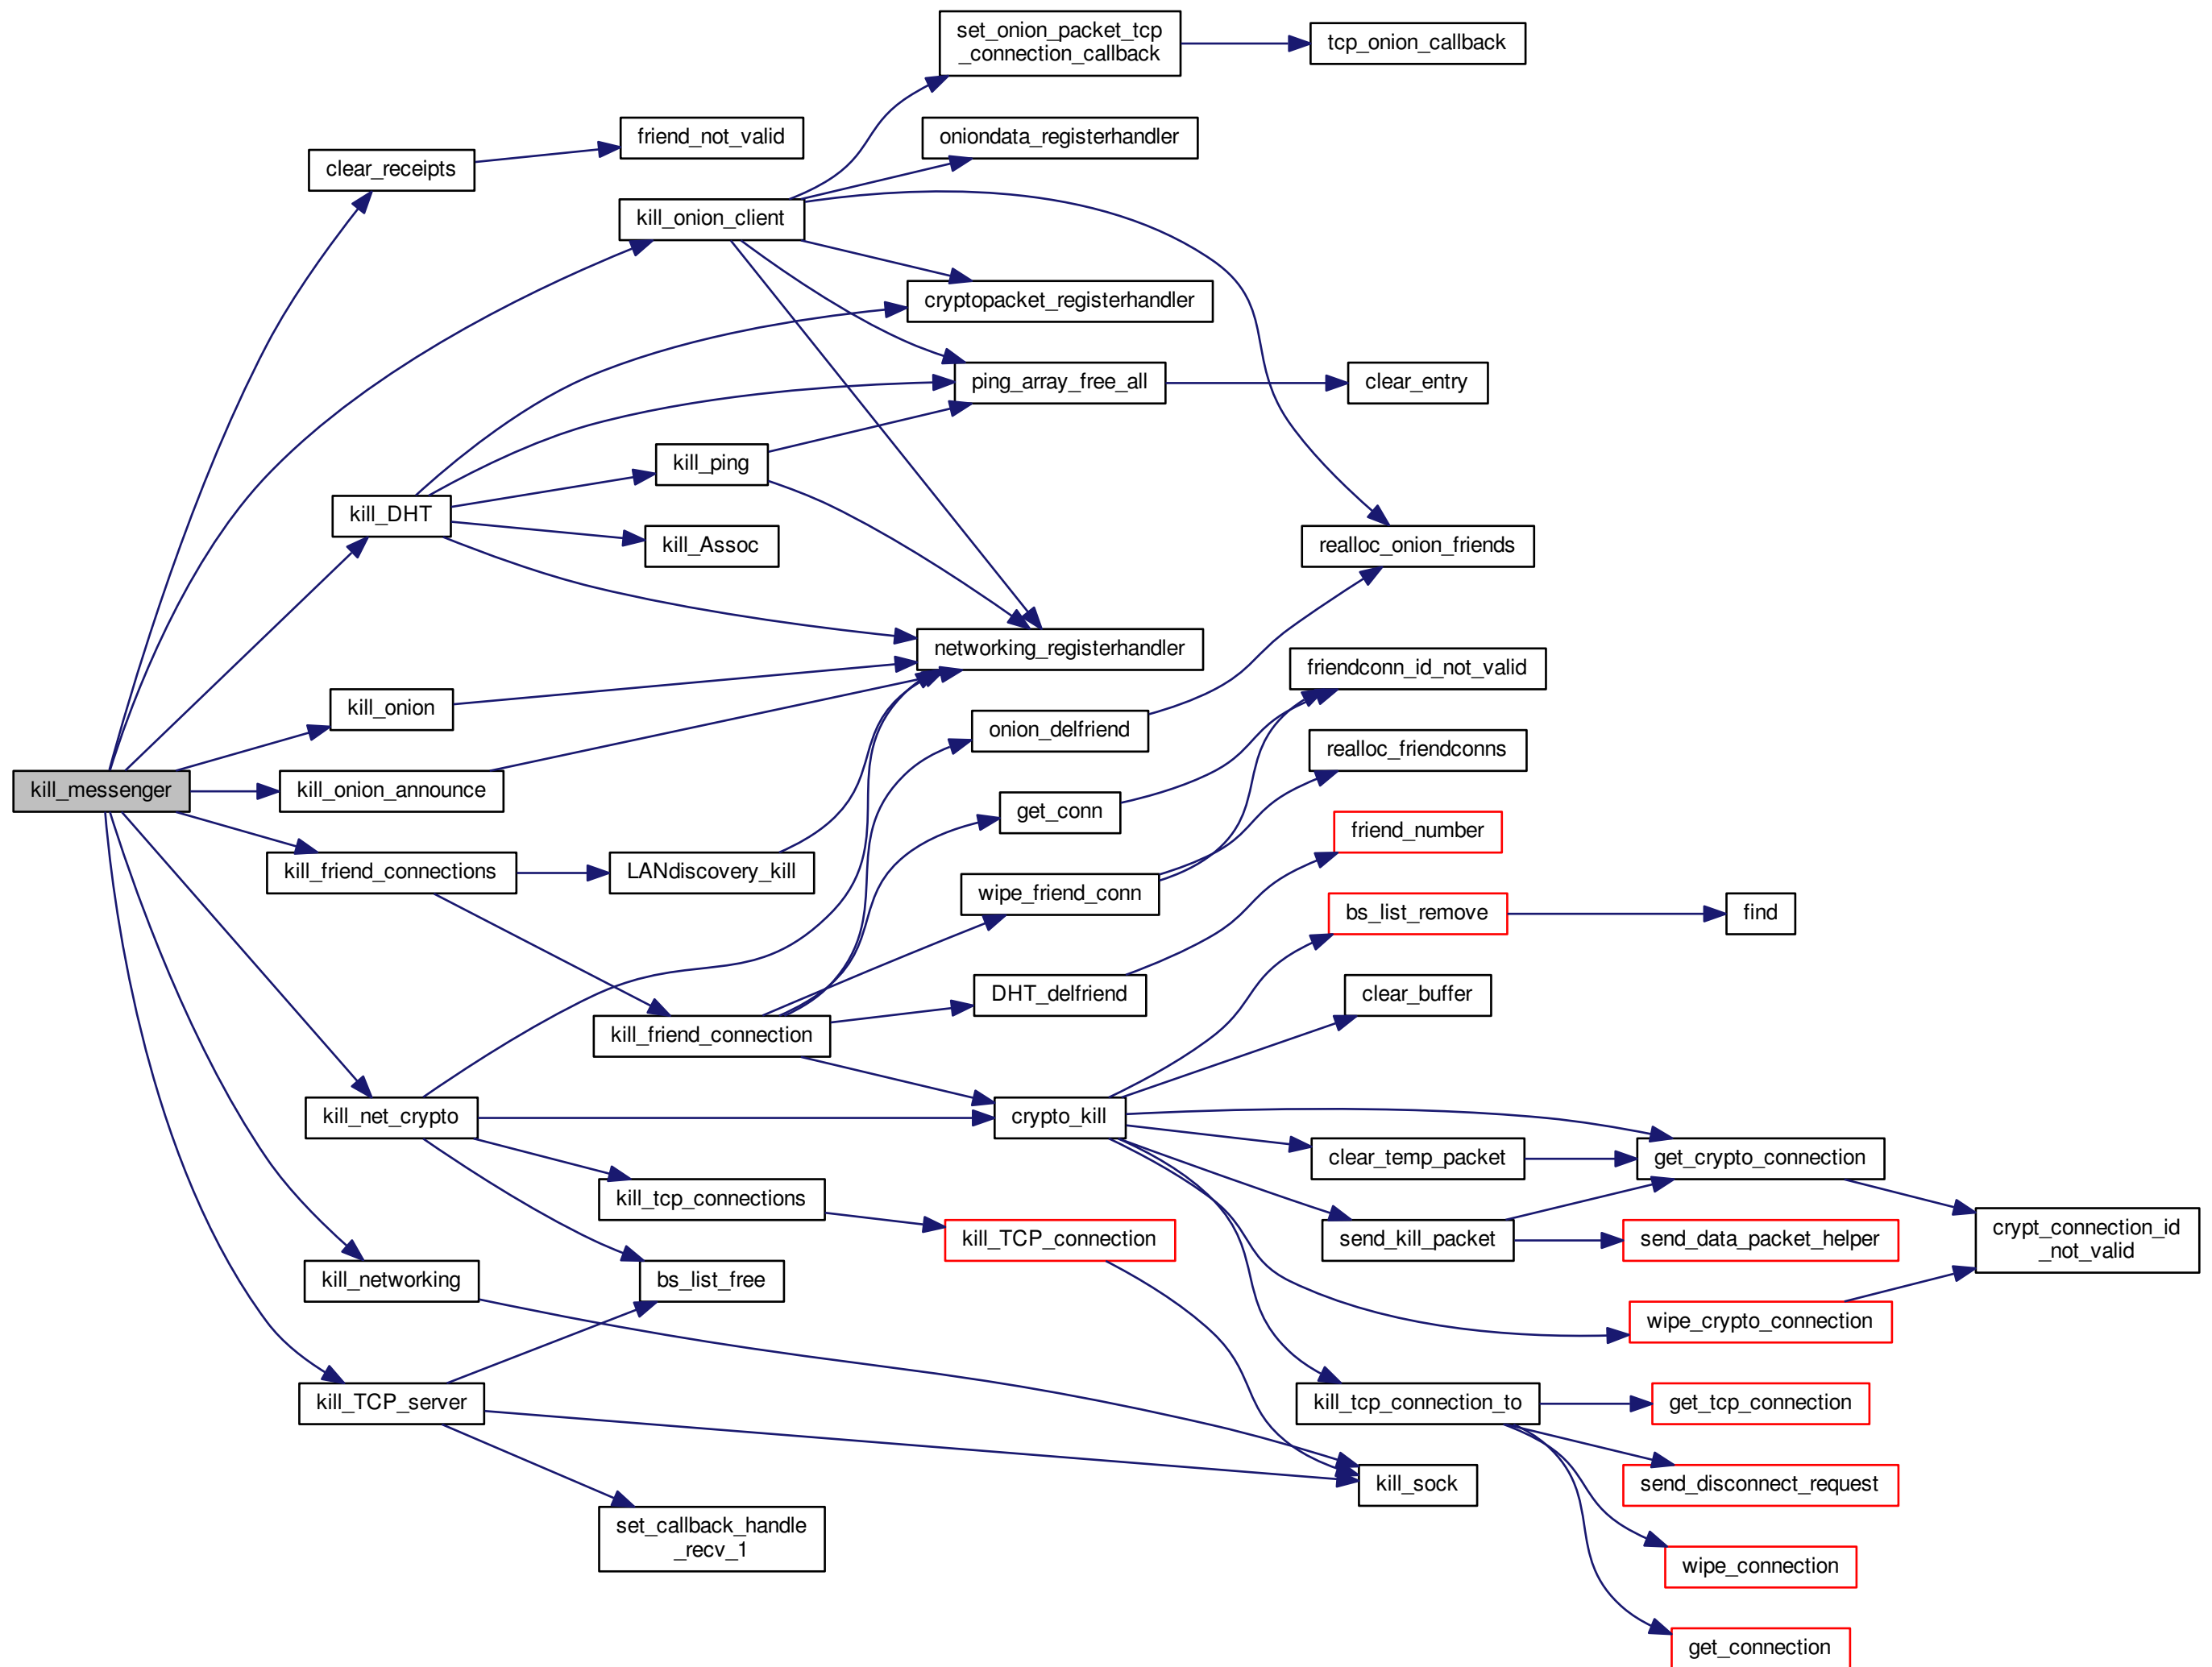 set_onion_packet_tcp
_connection_callback
tcp_onion_callback
friend_not_valid
oniondata_registerhandler
clear_receipts
kill_onion_client
cryptopacket_registerhandler
ping_array_free_all
clear_entry
kill_ping
kill_DHT
kill_Assoc
realloc_onion_friends
networking_registerhandler
friendconn_id_not_valid
kill_onion
onion_delfriend
realloc_friendconns
kill_messenger
kill_onion_announce
get_conn
friend_number
kill_friend_connections
LANdiscovery_kill
wipe_friend_conn
bs_list_remove
find
DHT_delfriend
clear_buffer
kill_friend_connection
kill_net_crypto
crypto_kill
clear_temp_packet
get_crypto_connection
kill_tcp_connections
kill_TCP_connection
send_kill_packet
send_data_packet_helper
crypt_connection_id
_not_valid
kill_networking
bs_list_free
wipe_crypto_connection
kill_TCP_server
kill_tcp_connection_to
get_tcp_connection
kill_sock
send_disconnect_request
set_callback_handle
_recv_1
wipe_connection
get_connection